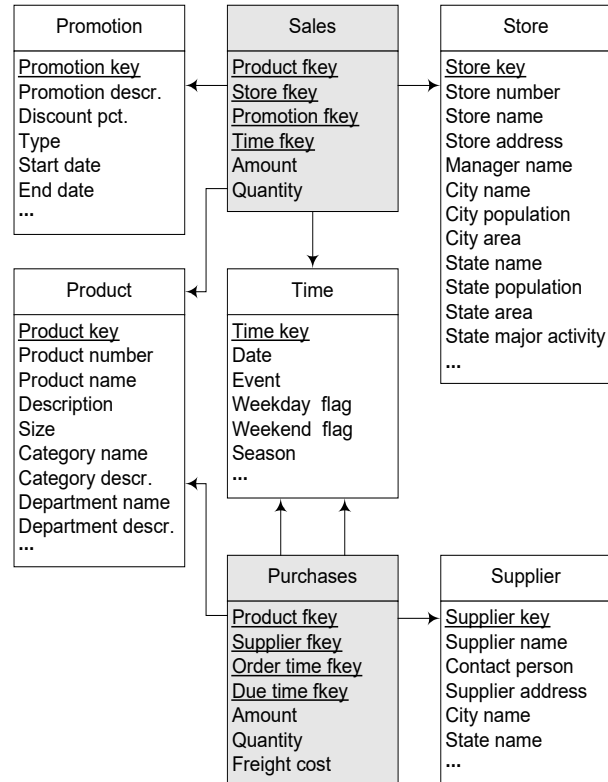 Promotion
Promotion key
Promotion descr.
Discount pct.
Type
Start date
End date
...
Sales
Product fkey
Store fkey
Promotion fkey
Time fkey
Amount
Quantity
Store
Store key
Store number
Store name
Store address
Manager name
City name
City population
City area
State name
State population
State area
State major activity
...
Product
Product key
Product number
Product name
Description
Size
Category name
Category descr.
Department name
Department descr.
...
Time
Time key
Date
Event
Weekday flag
Weekend flag
Season
...
Purchases
Product fkey
Supplier fkey
Order time fkey
Due time fkey
Amount
Quantity
Freight cost
Supplier
Supplier key
Supplier name
Contact person
Supplier address
City name
State name
...